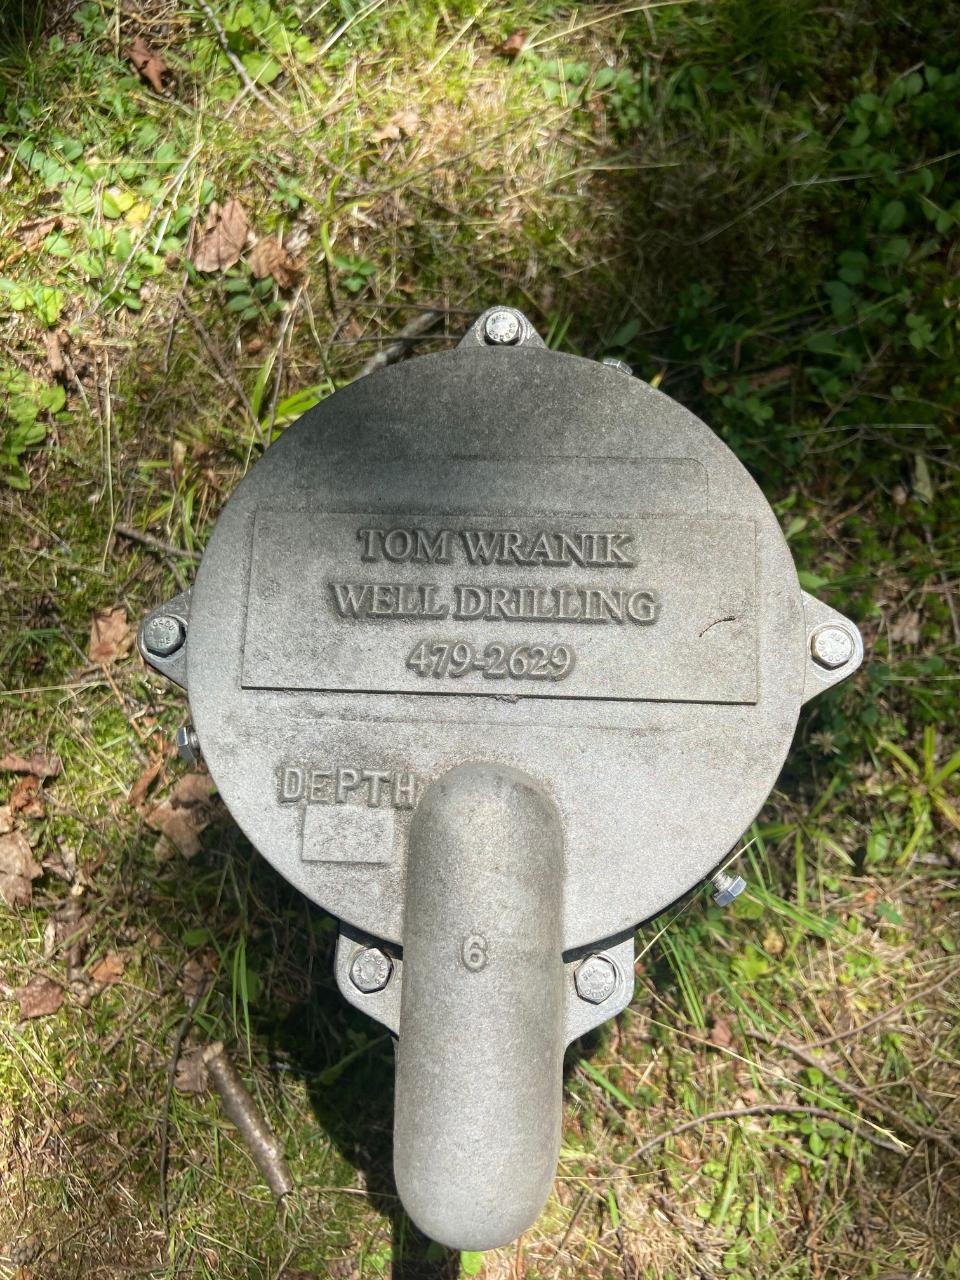 TOM WRANIK
WELL DRILLING
479-2629
DEPTH
6